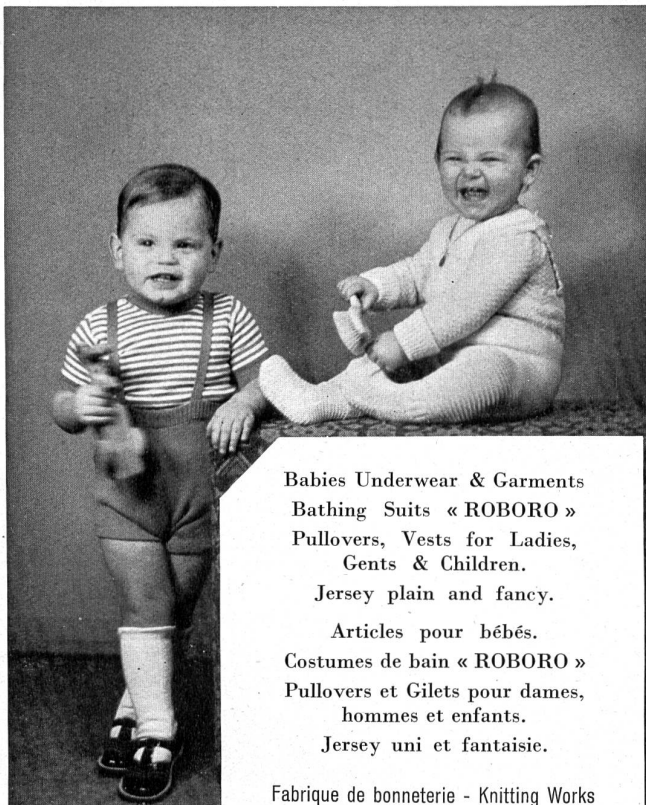 Babies Underwear & Garments
Bathing Suits « ROBORO »
Pullovers, Vests for Ladies,
Gents & Children.
Jersey plain and fancy.
Articles pour bébés.
Costumes de bain « ROBORO »
Pullovers et Gilets pour dames,
hommes et enfants.
Jersey uni et fantaisie.
Fabrique de bonneterie - Knitting Works